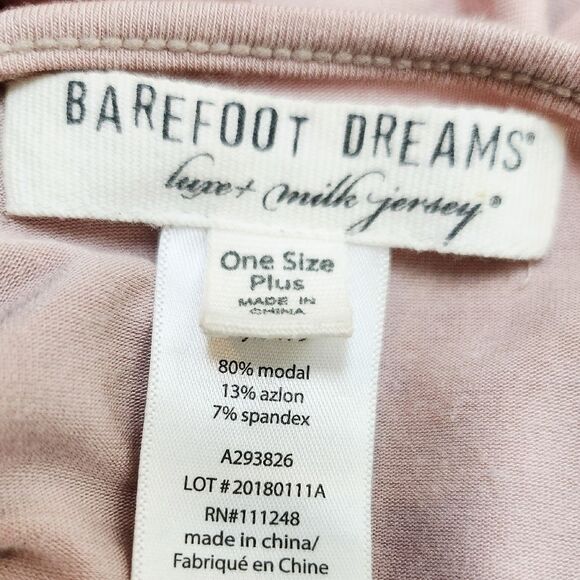 BAREFOOT DREAMS®
luxe+ milk jersey®
One Size
Plus
MADE IN
CHINA
80% modal
13% azlon
7% spandex
A293826
LOT # 20180111A
RN#111248
made in china/
Fabriqué en Chine